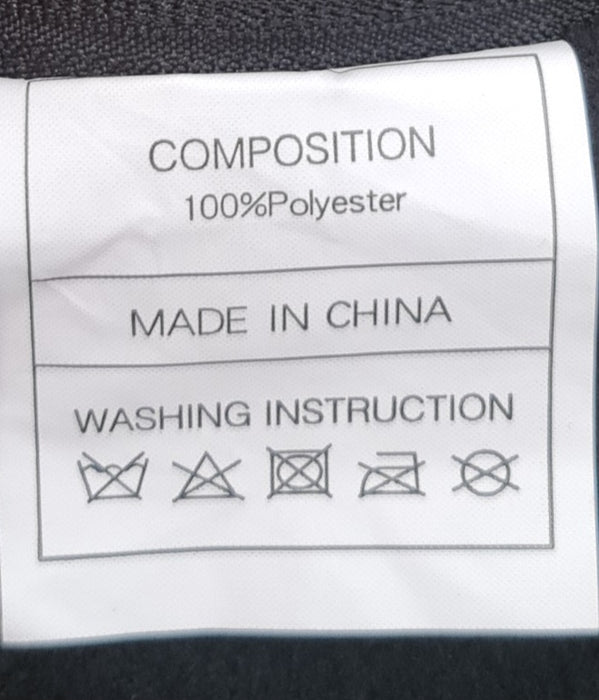 COMPOSITION
100%Polyester
MADE IN CHINA
WASHING INSTRUCTION